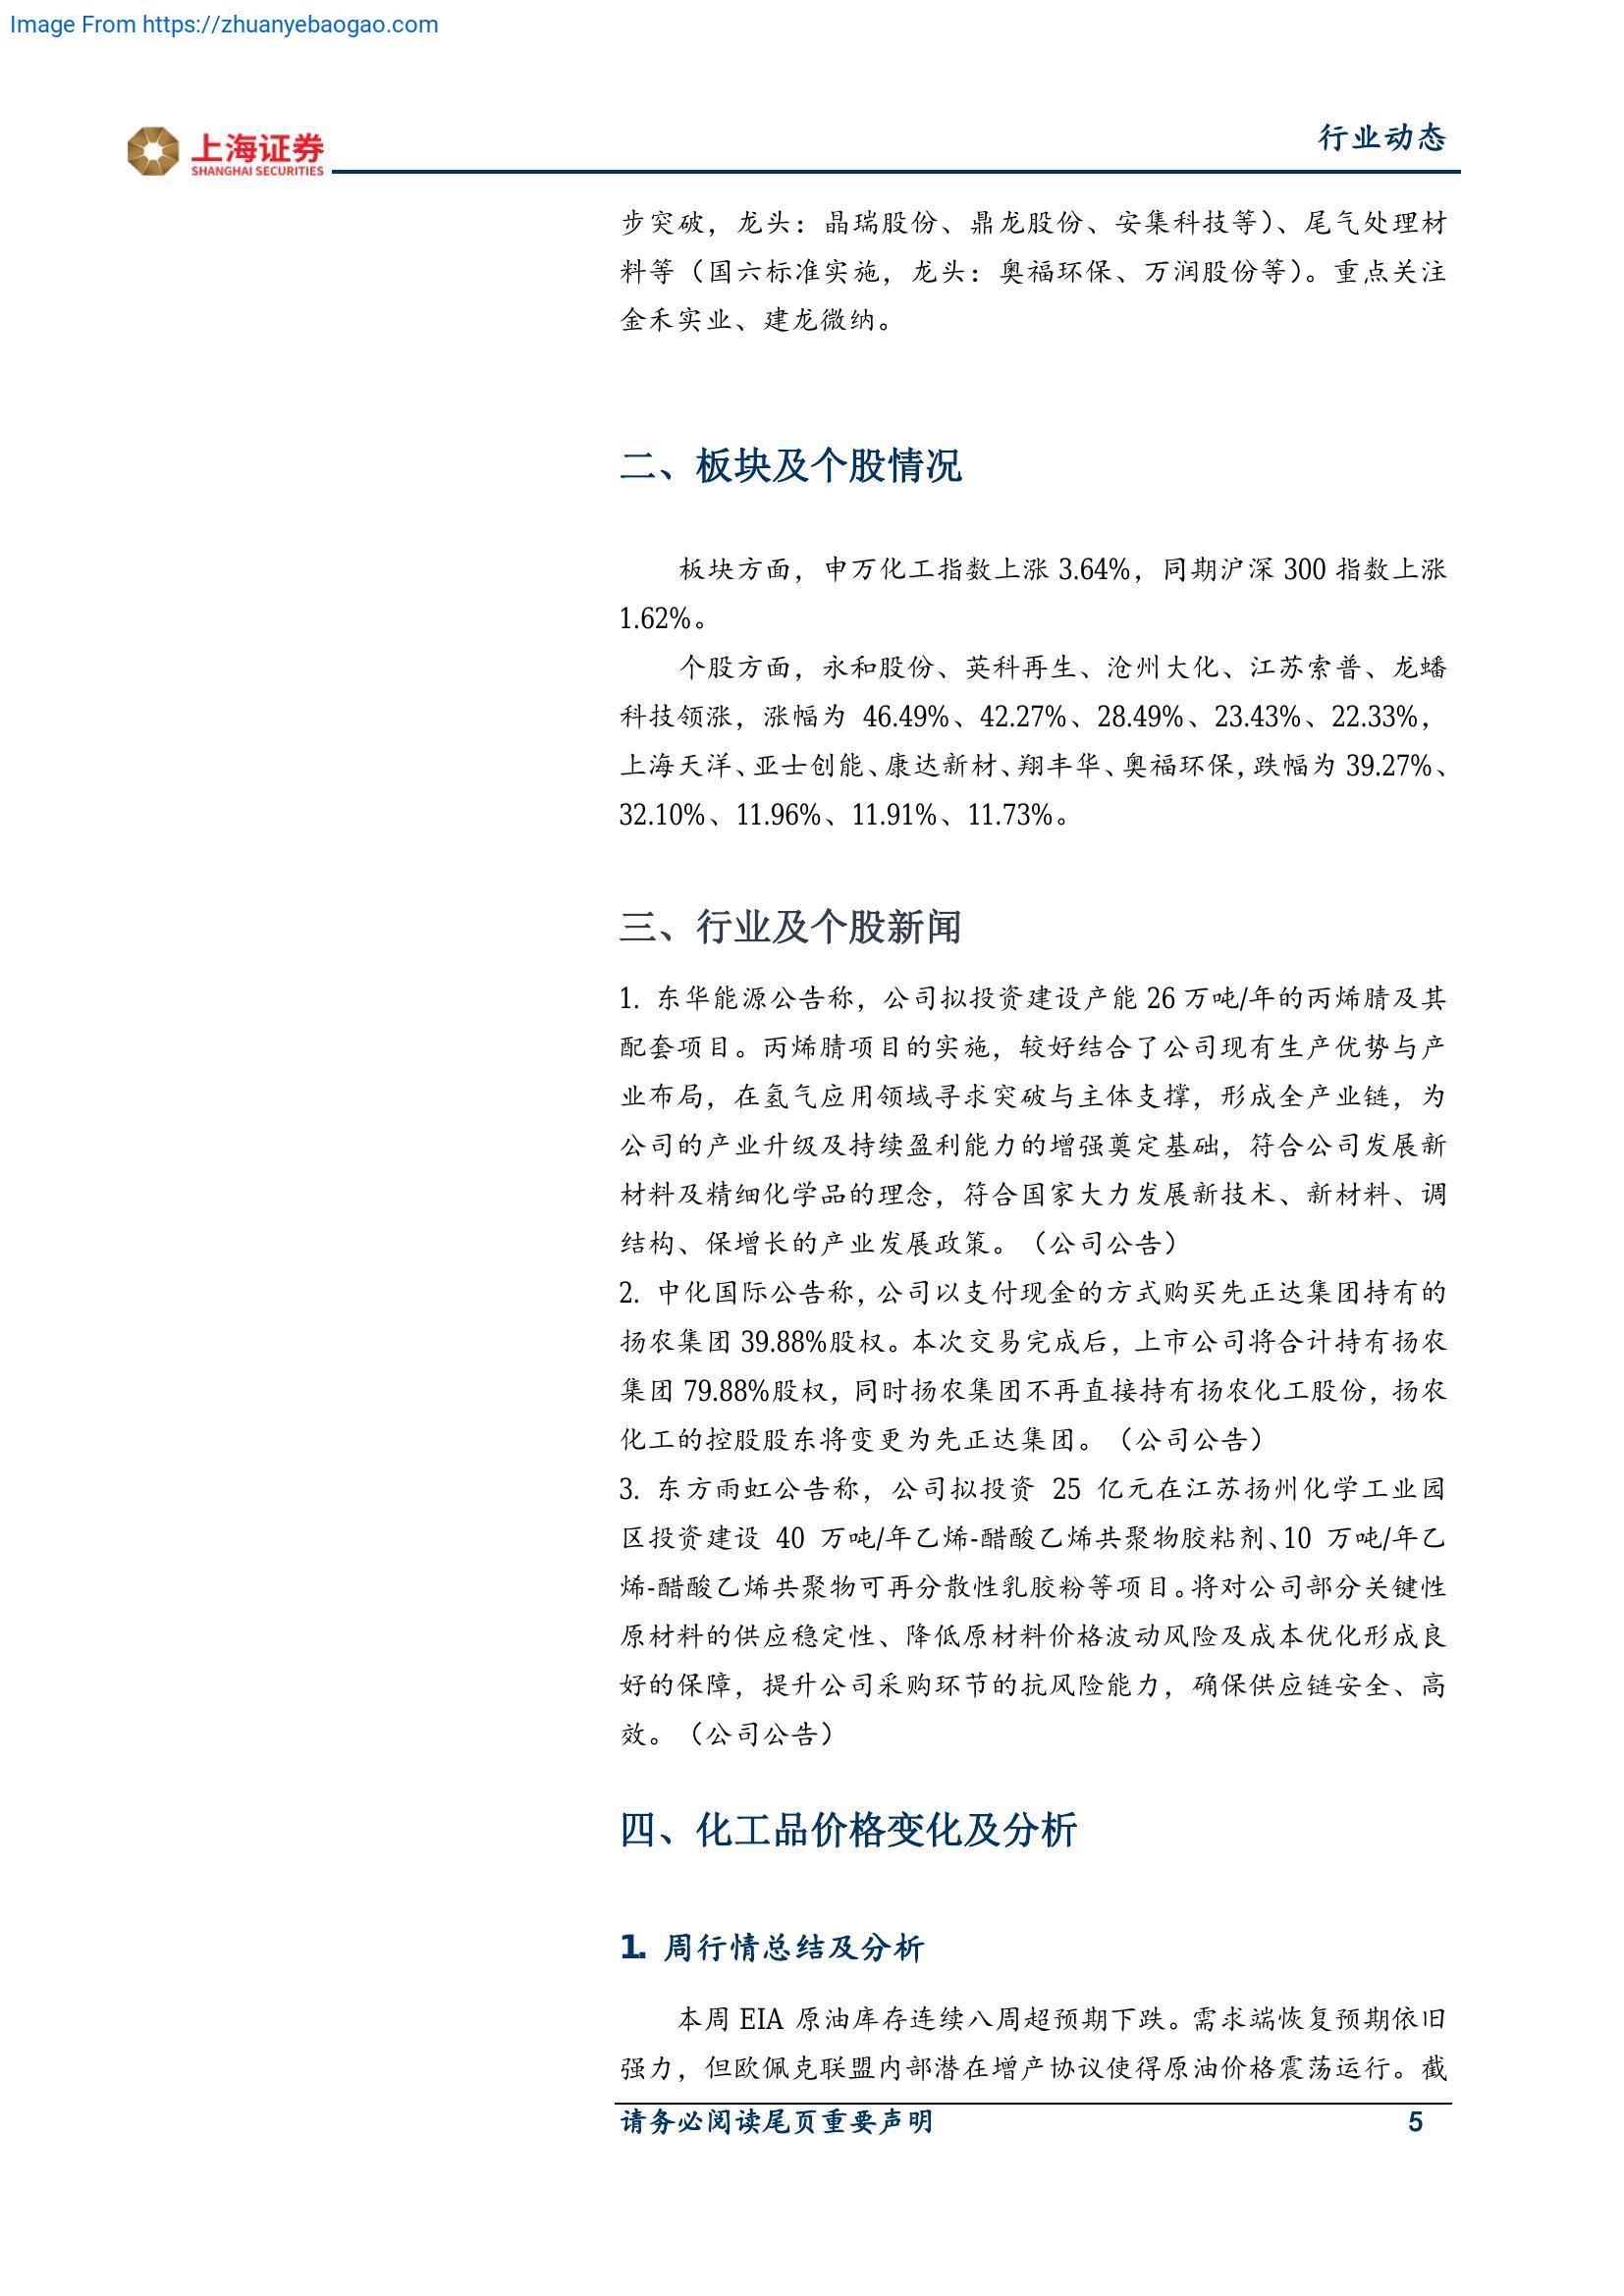 Image From https://zhuanyebaogao.com
上海证券
SHANGHAI SECURITIES
行业动态
步突破，龙头：晶瑞股份、鼎龙股份、安集科技等）、尾气处理材
料等（国六标准实施，龙头：奥福环保、万润股份等）。重点关注
金禾实业、建龙微纳。
二、板块及个股情况
板块方面，申万化工指数上涨 3.64%，同期沪深 300 指数上涨
1.62%。
个股方面，永和股份、英科再生、沧州大化、江苏索普、龙蟠
科技领涨，涨幅为 46.49%、42.27%、28.49%、23.43%、22.33%，
上海天洋、亚士创能、康达新材、翔丰华、奥福环保，跌幅为 39.27%、
32.10%、11.96%、11.91%、11.73%。
三、行业及个股新闻
1. 东华能源公告称，公司拟投资建设产能 26 万吨/年的丙烯腈及其
配套项目。丙烯腈项目的实施，较好结合了公司现有生产优势与产
业布局，在氢气应用领域寻求突破与主体支撑，形成全产业链，为
公司的产业升级及持续盈利能力的增强奠定基础，符合公司发展新
材料及精细化学品的理念，符合国家大力发展新技术、新材料、调
结构、保增长的产业发展政策。（公司公告）
2. 中化国际公告称，公司以支付现金的方式购买先正达集团持有的
扬农集团 39.88%股权。本次交易完成后，上市公司将合计持有扬农
集团 79.88%股权，同时扬农集团不再直接持有扬农化工股份，扬农
化工的控股股东将变更为先正达集团。（公司公告）
3. 东方雨虹公告称，公司拟投资 25 亿元在江苏扬州化学工业园
区投资建设 40 万吨/年乙烯-醋酸乙烯共聚物胶粘剂、10 万吨/年乙
烯-醋酸乙烯共聚物可再分散性乳胶粉等项目。将对公司部分关键性
原材料的供应稳定性、降低原材料价格波动风险及成本优化形成良
好的保障，提升公司采购环节的抗风险能力，确保供应链安全、高
效。（公司公告）
四、化工品价格变化及分析
1. 周行情总结及分析
本周 EIA 原油库存连续八周超预期下跌。需求端恢复预期依旧
强力，但欧佩克联盟内部潜在增产协议使得原油价格震荡运行。截
请务必阅读尾页重要声明 5